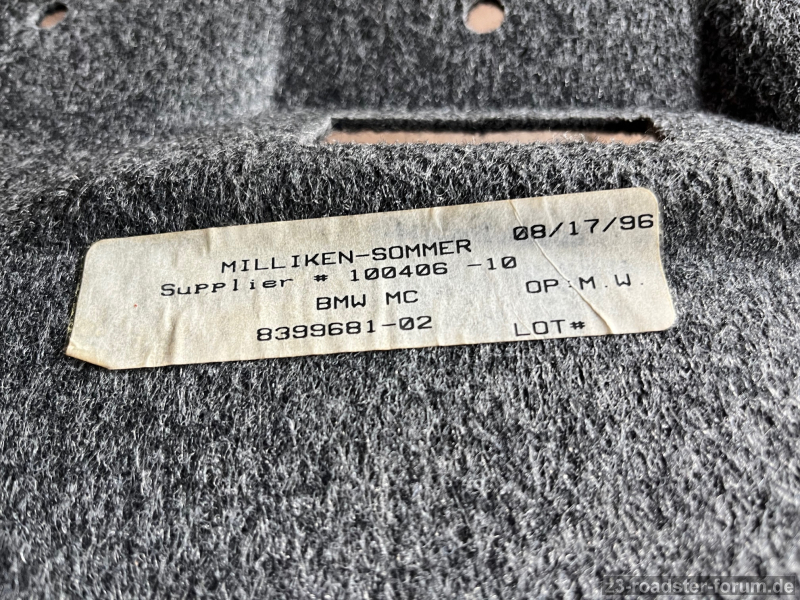 08/17/96
MILLIKEN-SOMMER
Supplier # 100406 -10
OP:M.W.
BMW MC
8399681-02
LOT#
z3-roadster-forum.de